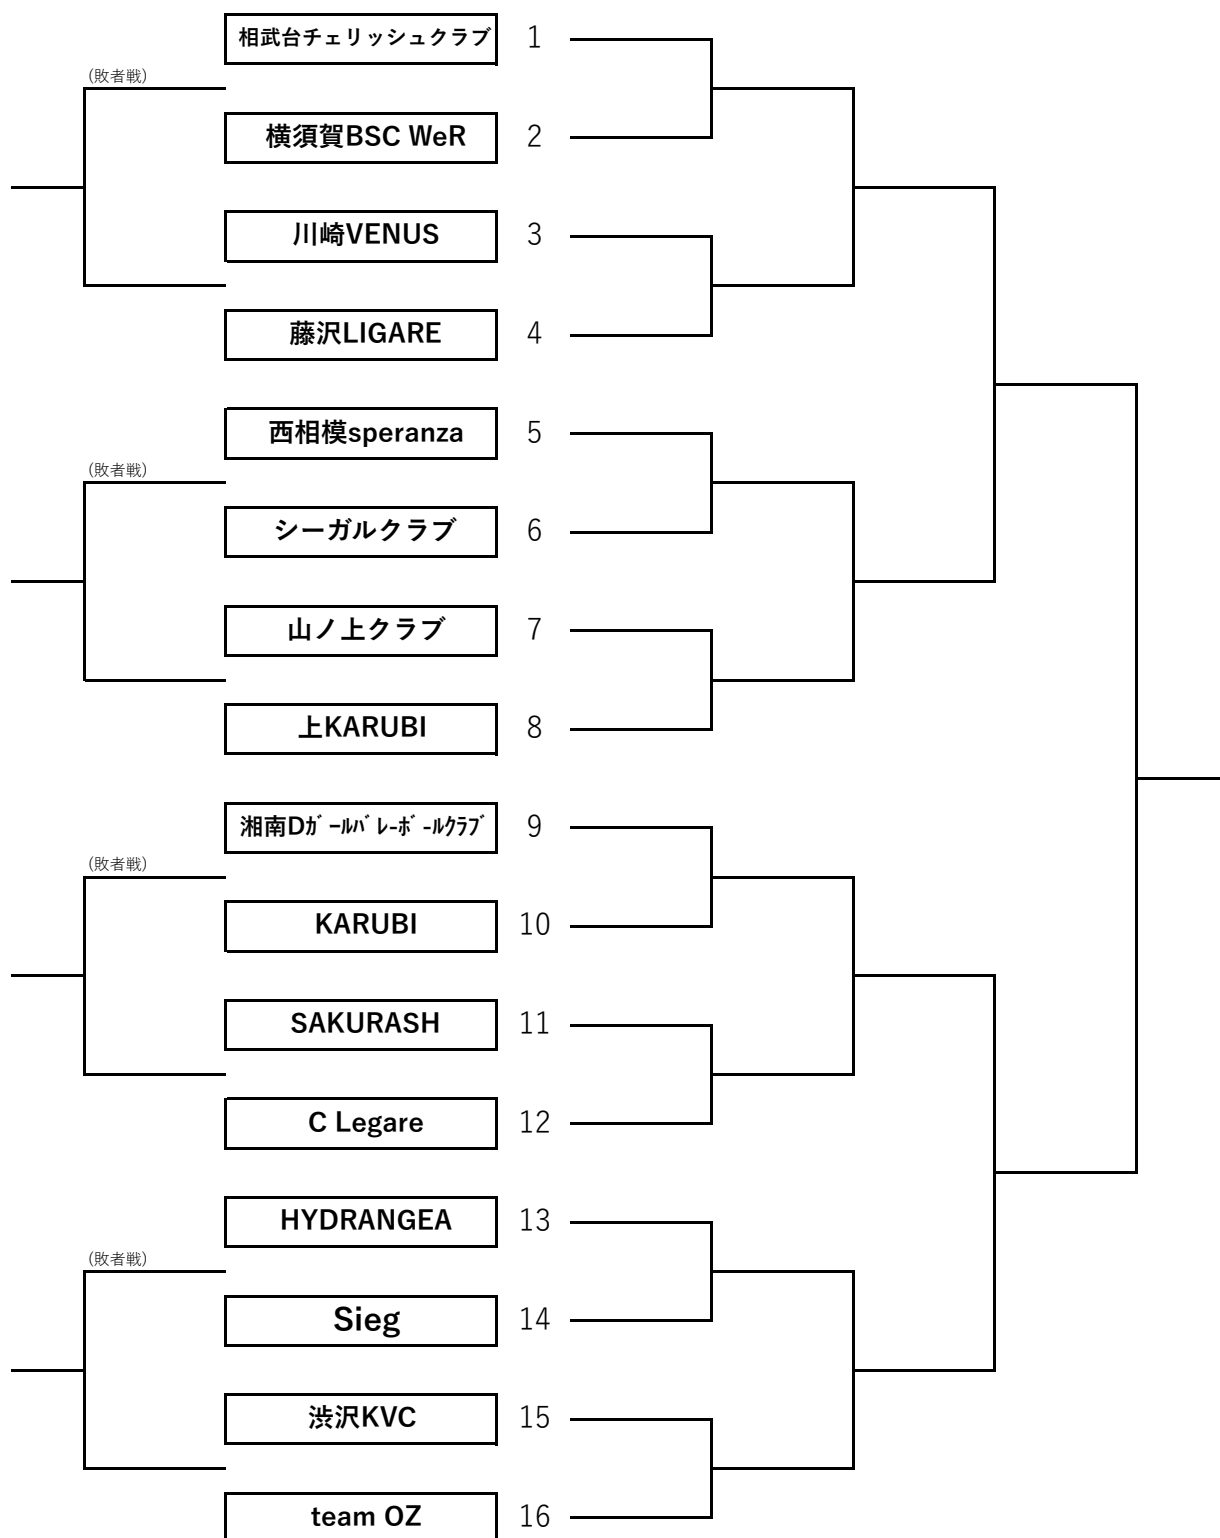 相武台チェリッシュクラブ 1
(敗者戦)
横須賀BSC WeR 2
川崎VENUS 3
藤沢LIGARE 4
西相模speranza 5
(敗者戦)
シーガルクラブ 6
山ノ上クラブ 7
上KARUBI 8
湘南Dｶﾞｰﾙﾊﾞﾚｰﾎﾞｰﾙｸﾗﾌﾞ 9
(敗者戦)
KARUBI 10
SAKURASH 11
C Legare 12
HYDRANGEA 13
(敗者戦)
Sieg 14
渋沢KVC 15
team OZ 16